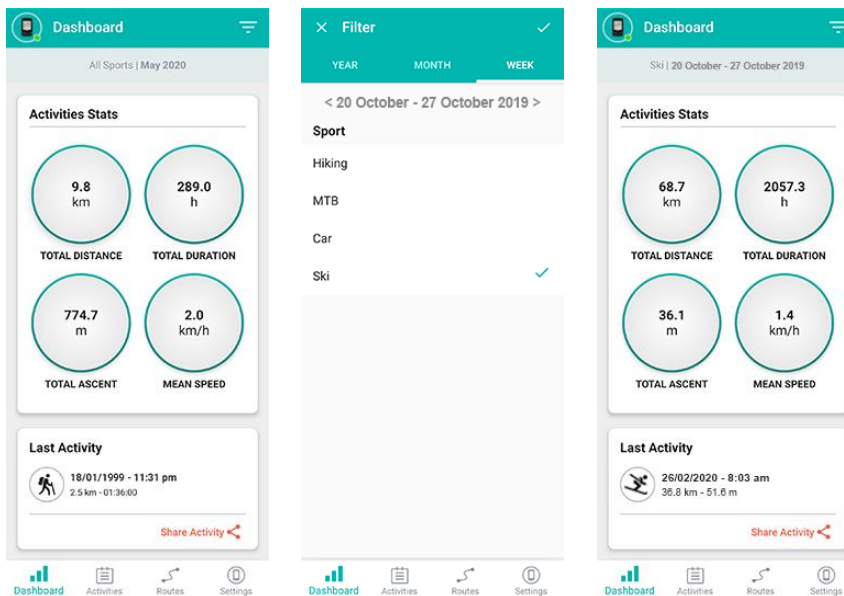 Dashboard
All Sports | May 2020
Activities Stats
9.8
km
289.0
h
TOTAL DISTANCE
TOTAL DURATION
774.7
m
2.0
km/h
TOTAL ASCENT
MEAN SPEED
Last Activity
18/01/1999 - 11:31 pm
2.5 km - 01:36:00
Share Activity
Dashboard
Activities
Routes
Settings
Filter
YEAR
MONTH
WEEK
< 20 October - 27 October 2019 >
Sport
Hiking
MTB
Car
Ski
Dashboard
Activities
Routes
Settings
Dashboard
Ski | 20 October - 27 October 2019
Activities Stats
68.7
km
2057.3
h
TOTAL DISTANCE
TOTAL DURATION
36.1
m
1.4
km/h
TOTAL ASCENT
MEAN SPEED
Last Activity
26/02/2020 - 8:03 am
36.8 km - 51.6 m
Share Activity
Dashboard
Activities
Routes
Settings